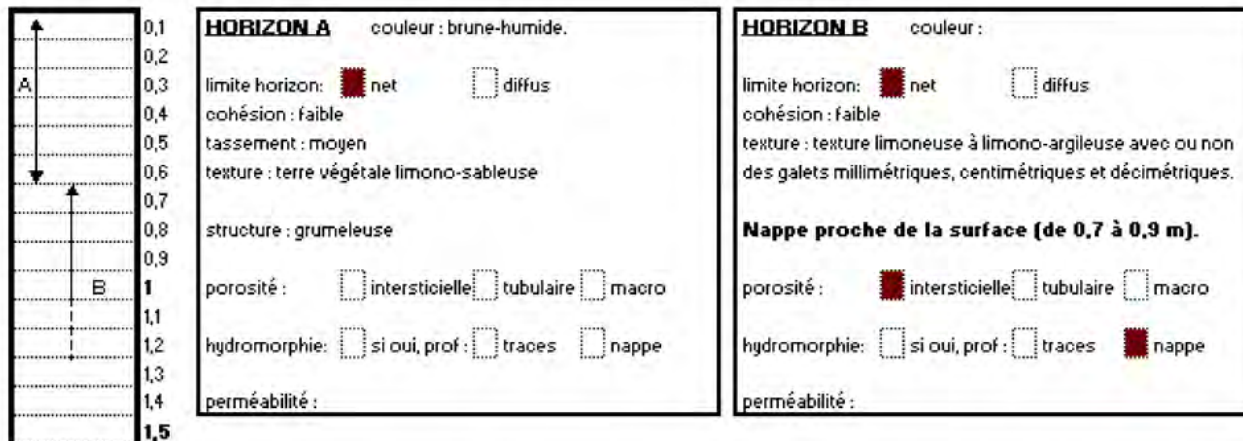 A
B
0,1
0,2
0,3
0,4
0,5
0,6
0,7
0,8
0,9
1
1,1
1,2
1,3
1,4
1,5
HORIZON A couleur : brune-humide.
limite horizon: net diffus
cohésion : faible
tassement : moyen
texture : terre végétale limono-sableuse
structure : grumeleuse
porosité : intersticielle tubulaire macro
hydromorphie: si oui, prof : traces nappe
perméabilité :
HORIZON B couleur :
limite horizon: net diffus
cohésion : faible
texture : texture limoneuse à limono-argileuse avec ou non
des galets millimétriques, centimétriques et décimétriques.
Nappe proche de la surface (de 0,7 à 0,9 m).
porosité : intersticielle tubulaire macro
hydromorphie: si oui, prof : traces nappe
perméabilité :